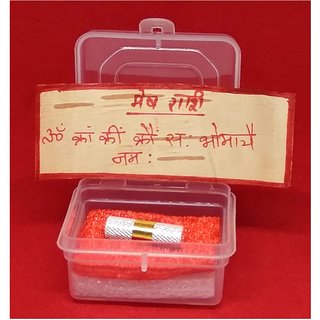 मेष राशि
ॐ क्रां क्रीं क्रौं सः भोमायै
नमः